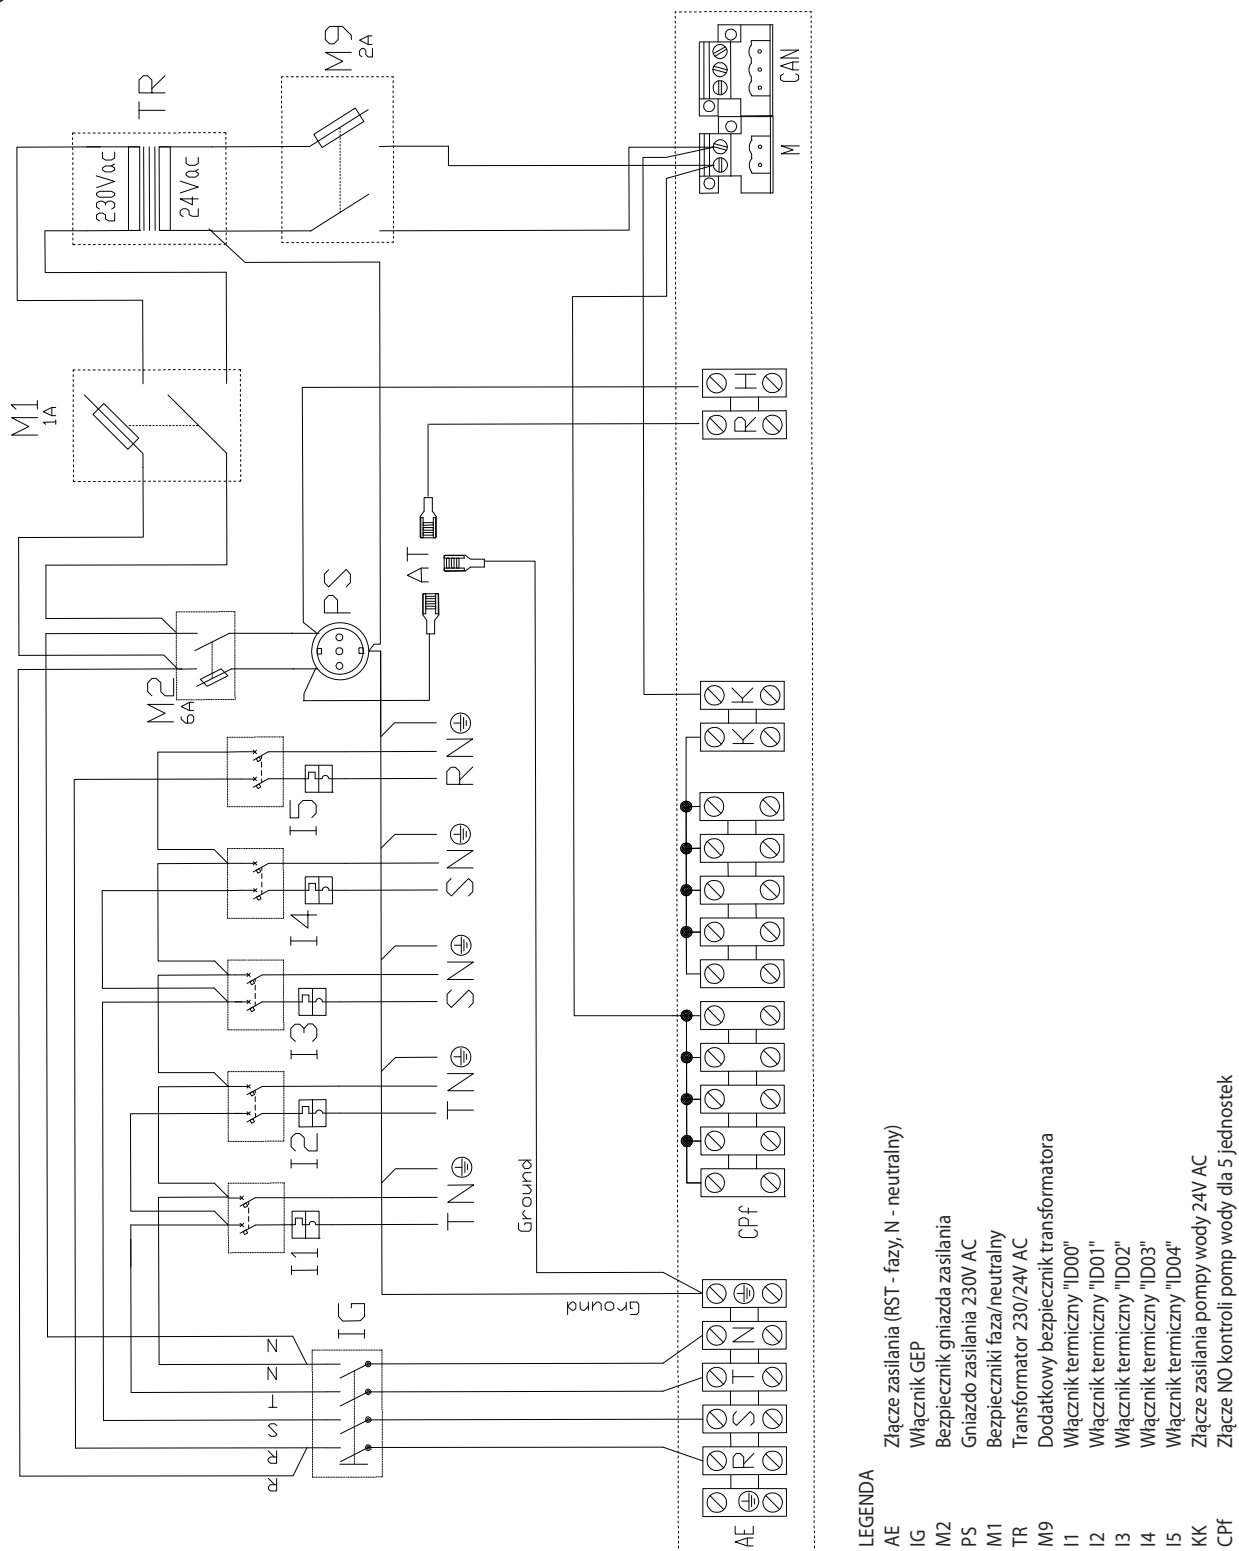 TR
230Vac
24Vac
M9
2A
CAN
M
M1
1A
H
R
AT
PS
M2
6A
K
K
I5
RN
I4
SN
I3
SN
I2
TN
I1
TN
Ground
Ground
CPf
IG
N
N
T
S
R
R
N
T
S
R
AE
LEGENDA
AE Złącze zasilania (RST - fazy, N - neutralny)
IG Włącznik GEP
M2 Bezpiecznik gniazda zasilania
PS Gniazdo zasilania 230V AC
M1 Bezpieczniki faza/neutralny
TR Transformator 230/24V AC
M9 Dodatkowy bezpiecznik transformatora
I1 Włącznik termiczny "ID00"
I2 Włącznik termiczny "ID01"
I3 Włącznik termiczny "ID02"
I4 Włącznik termiczny "ID03"
I5 Włącznik termiczny "ID04"
KK Złącze zasilania pompy wody 24V AC
CPf Złącze NO kontroli pomp wody dla 5 jednostek